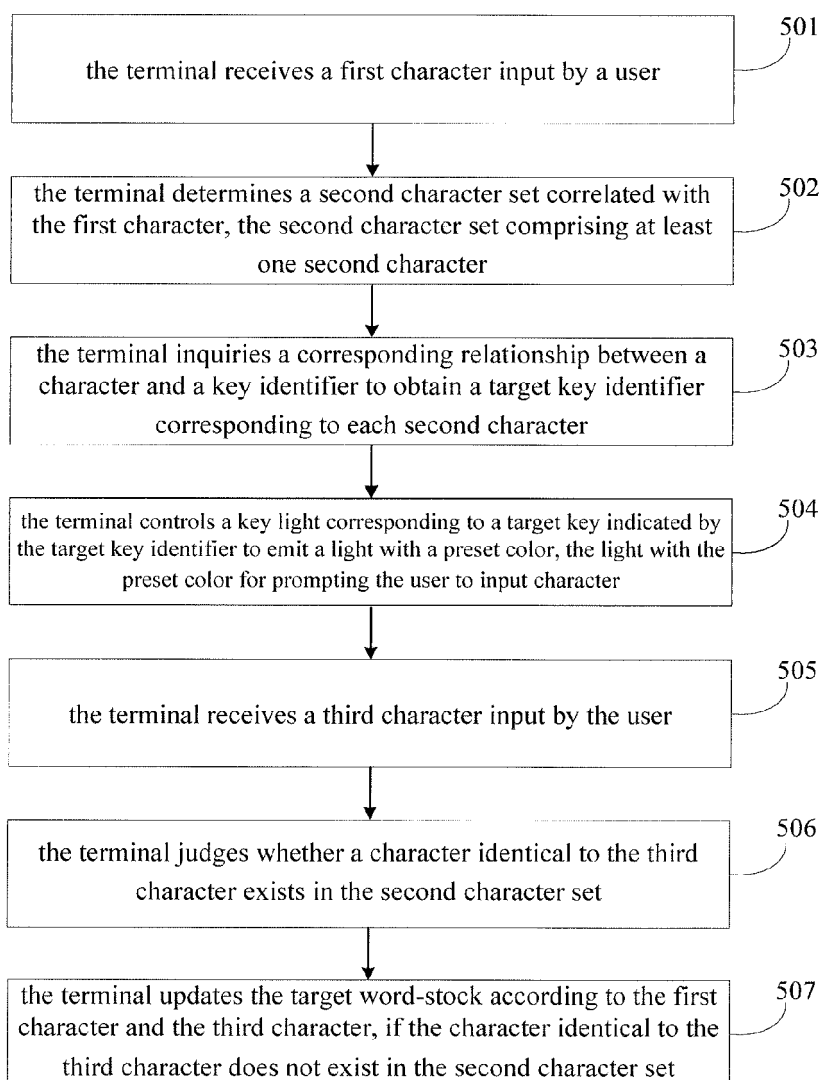 501
the terminal receives a first character input by a user
502
the terminal determines a second character set correlated with
the first character, the second character set comprising at least
one second character
503
the terminal inquiries a corresponding relationship between a
character and a key identifier to obtain a target key identifier
corresponding to each second character
504
the terminal controls a key light corresponding to a target key indicated by
the target key identifier to emit a light with a preset color, the light with the
preset color for prompting the user to input character
505
the terminal receives a third character input by the user
506
the terminal judges whether a character identical to the third
character exists in the second character set
507
the terminal updates the target word-stock according to the first
character and the third character, if the character identical to the
third character does not exist in the second character set